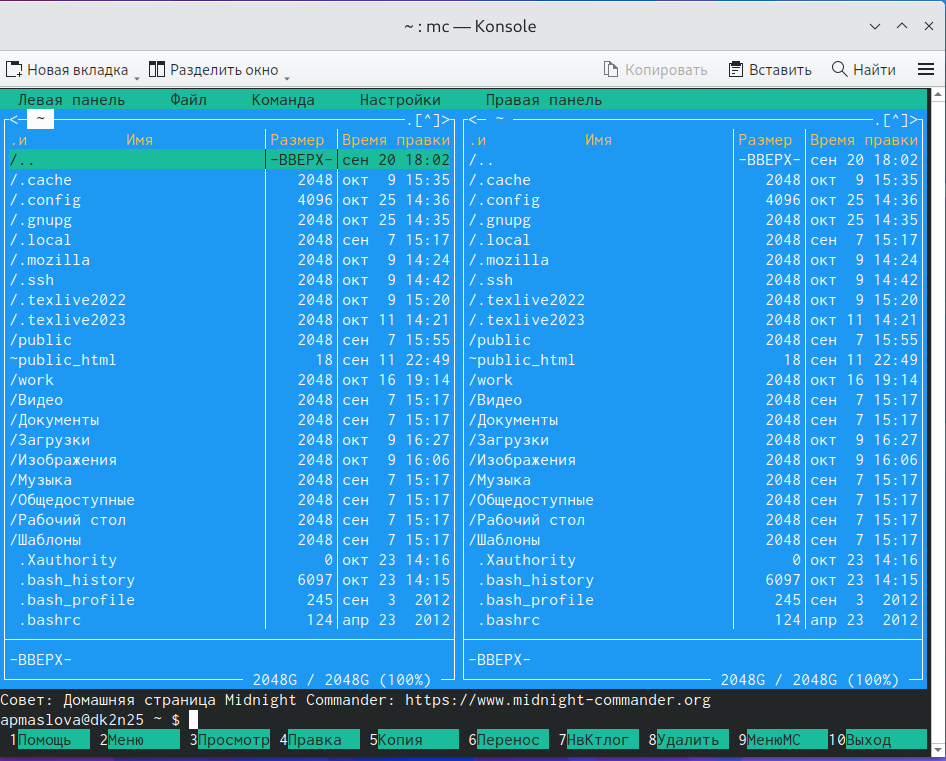 ~ : mc — Konsole
Новая вкладка Разделить окно Копировать Вставить Найти
Левая панель Файл Команда Настройки Правая панель
<— ~ .[^]> <— ~ .[^]>
.и Имя Размер Время правки .и Имя Размер Время правки
/.. -ВВЕРХ- сен 20 18:02 /.. -ВВЕРХ- сен 20 18:02
/.cache 2048 окт 9 15:35 /.cache 2048 окт 9 15:35
/.config 4096 окт 25 14:36 /.config 4096 окт 25 14:36
/.gnupg 2048 окт 25 14:35 /.gnupg 2048 окт 25 14:35
/.local 2048 сен 7 15:17 /.local 2048 сен 7 15:17
/.mozilla 2048 окт 9 14:24 /.mozilla 2048 окт 9 14:24
/.ssh 2048 окт 9 14:42 /.ssh 2048 окт 9 14:42
/.texlive2022 2048 окт 9 15:20 /.texlive2022 2048 окт 9 15:20
/.texlive2023 2048 окт 11 14:21 /.texlive2023 2048 окт 11 14:21
/public 2048 сен 7 15:55 /public 2048 сен 7 15:55
~public_html 18 сен 11 22:49 ~public_html 18 сен 11 22:49
/work 2048 окт 16 19:14 /work 2048 окт 16 19:14
/Видео 2048 сен 7 15:17 /Видео 2048 сен 7 15:17
/Документы 2048 сен 7 15:17 /Документы 2048 сен 7 15:17
/Загрузки 2048 окт 9 16:27 /Загрузки 2048 окт 9 16:27
/Изображения 2048 окт 9 16:06 /Изображения 2048 окт 9 16:06
/Музыка 2048 сен 7 15:17 /Музыка 2048 сен 7 15:17
/Общедоступные 2048 сен 7 15:17 /Общедоступные 2048 сен 7 15:17
/Рабочий стол 2048 сен 7 15:17 /Рабочий стол 2048 сен 7 15:17
/Шаблоны 2048 сен 7 15:17 /Шаблоны 2048 сен 7 15:17
.Xauthority 0 окт 23 14:16 .Xauthority 0 окт 23 14:16
.bash_history 6097 окт 23 14:15 .bash_history 6097 окт 23 14:15
.bash_profile 245 сен 3 2012 .bash_profile 245 сен 3 2012
.bashrc 124 апр 23 2012 .bashrc 124 апр 23 2012
-ВВЕРХ- -ВВЕРХ-
2048G / 2048G (100%) 2048G / 2048G (100%)
Совет: Домашняя страница Midnight Commander: https://www.midnight-commander.org
apmaslova@dk2n25 ~ $
1Помощь 2Меню 3Просмотр 4Правка 5Копия 6Перенос 7НвКтлог 8Удалить 9МенюMC 10Выход